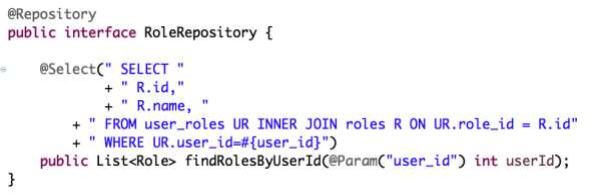 @Repository
public interface RoleRepository {
@Select(" SELECT "
+ " R.id,"
+ " R.name, "
+ " FROM user_roles UR INNER JOIN roles R ON UR.role_id = R.id"
+ " WHERE UR.user_id=#{user_id}")
public List<Role> findRolesByUserId(@Param("user_id") int userId);
}